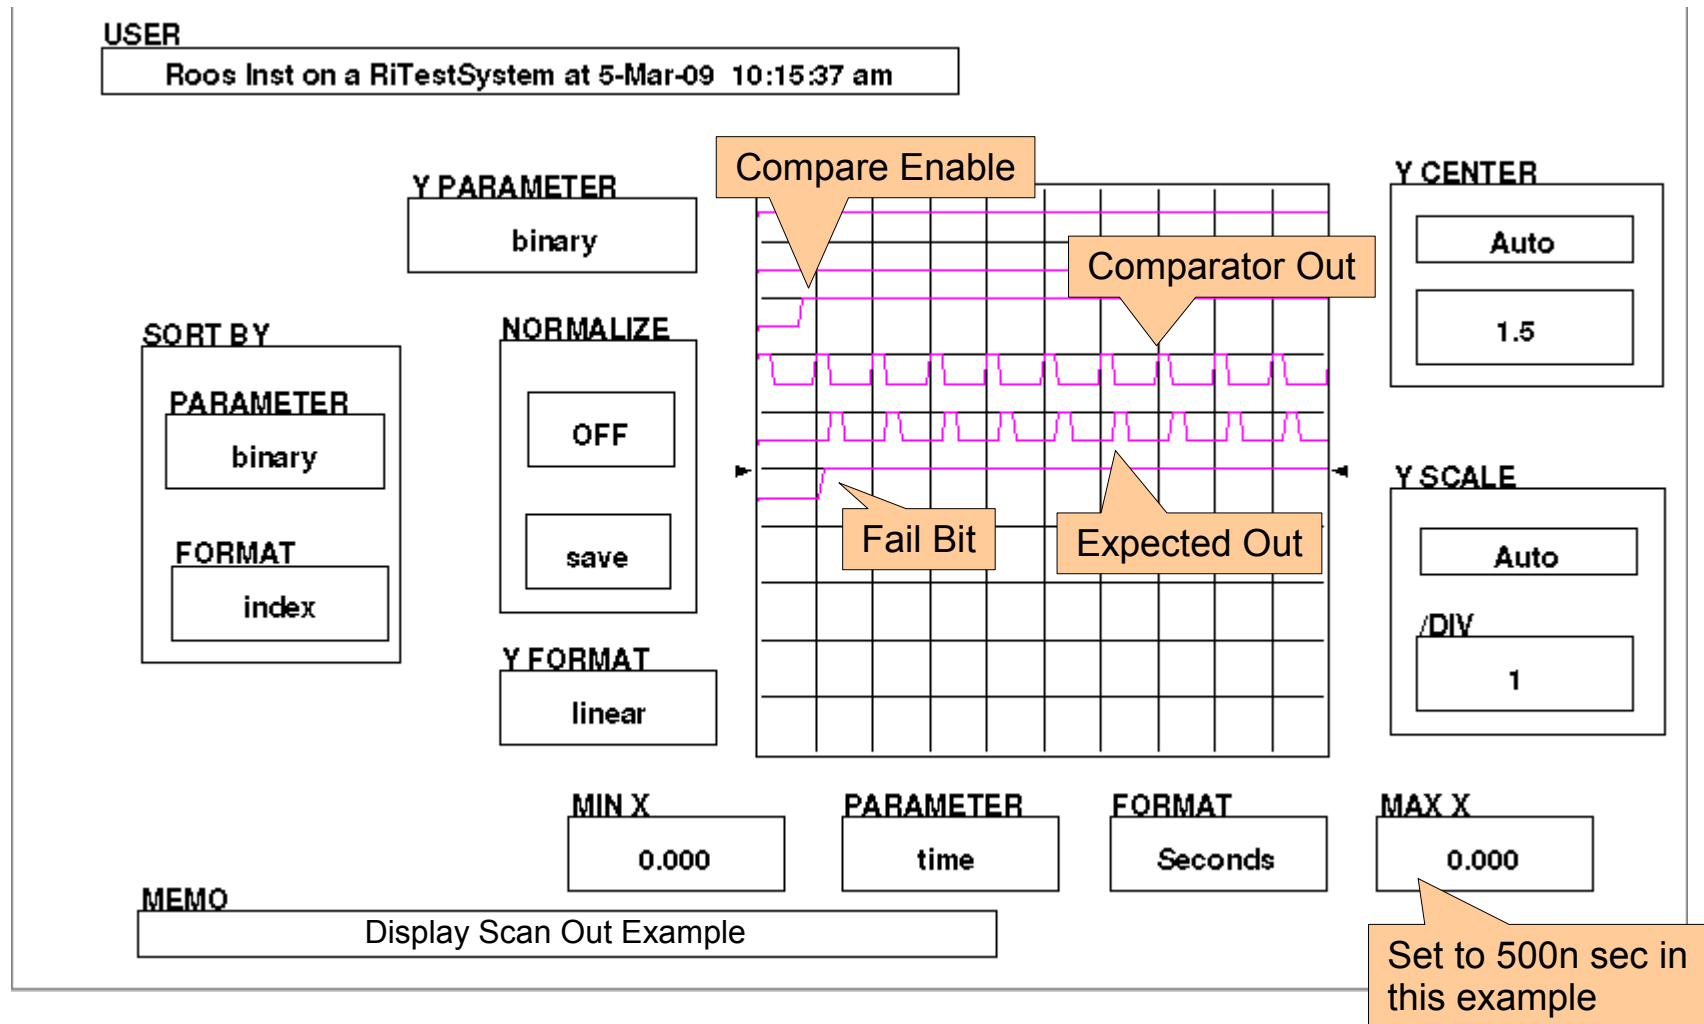 USER
Roos Inst on a RiTestSystem at 5-Mar-09 10:15:37 am
Compare Enable
Y PARAMETER
binary
Y CENTER
Auto
1.5
Comparator Out
SORT BY
PARAMETER
binary
FORMAT
index
NORMALIZE
OFF
save
Y FORMAT
linear
Fail Bit
Expected Out
Y SCALE
Auto
/DIV
1
MIN X
0.000
PARAMETER
time
FORMAT
Seconds
MAX X
0.000
MEMO
Display Scan Out Example
Set to 500n sec in
this example